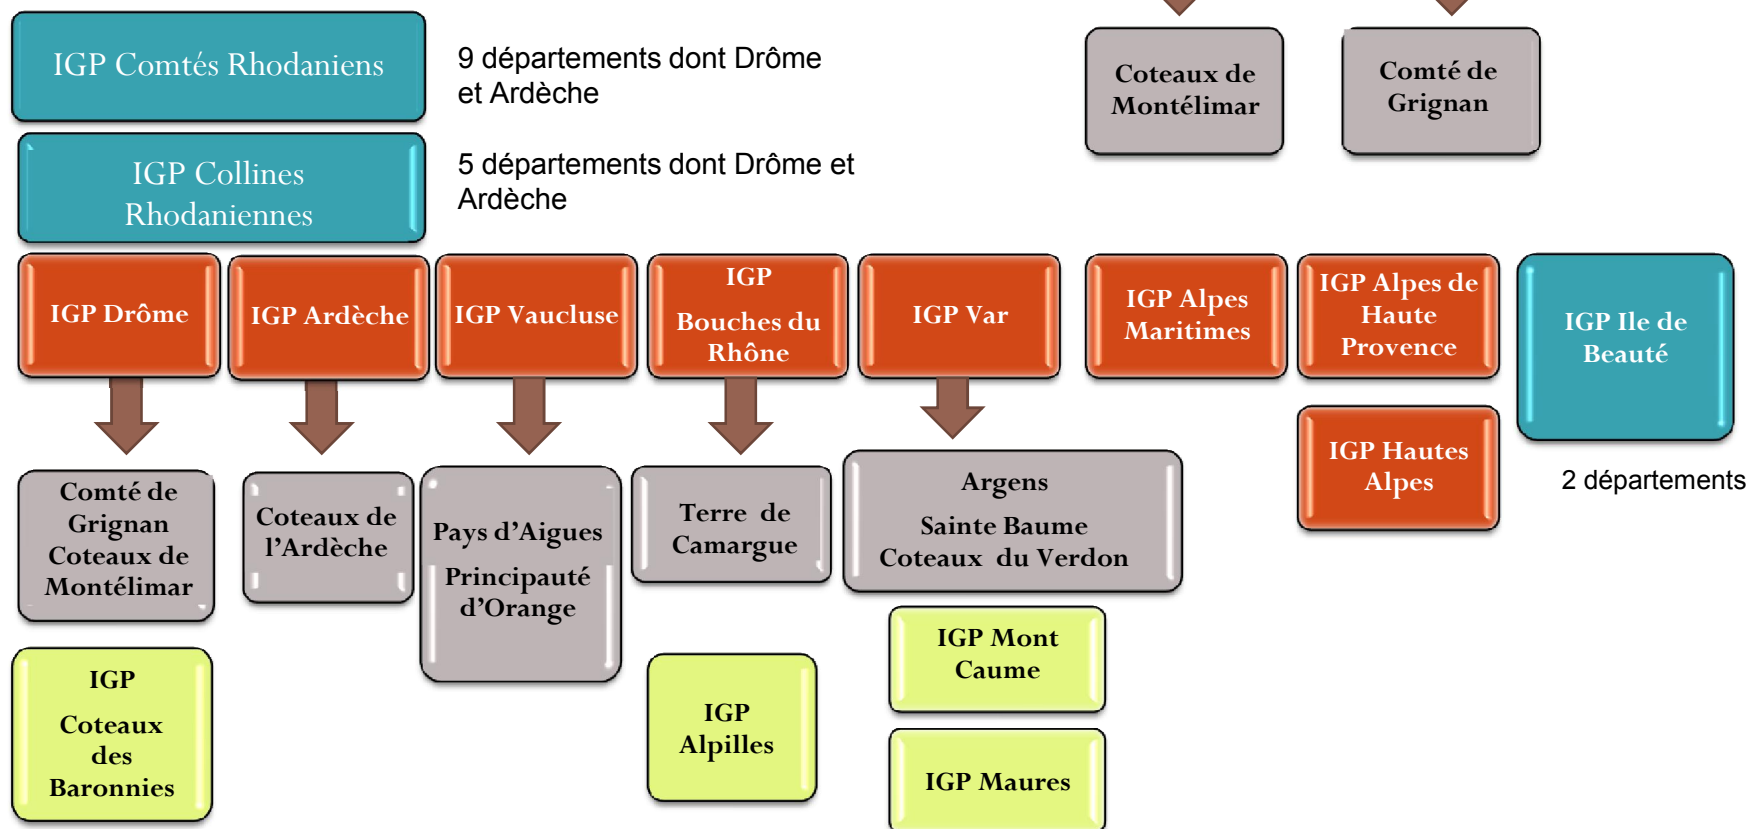 IGP Comtés Rhodaniens
9 départements dont Drôme
et Ardèche
Coteaux de
Montélimar
Comté de
Grignan
IGP Collines
Rhodaniennes
5 départements dont Drôme et
Ardèche
IGP Drôme
IGP Ardèche
IGP Vaucluse
IGP
Bouches du
Rhône
IGP Var
IGP Alpes
Maritimes
IGP Alpes de
Haute
Provence
IGP Ile de
Beauté
IGP Hautes
Alpes
2 départements
Comté de
Grignan
Coteaux de
Montélimar
Coteaux de
l’Ardèche
Pays d’Aigues
Principauté
d’Orange
Terre de
Camargue
Argens
Sainte Baume
Coteaux du Verdon
IGP
Coteaux
des
Baronnies
IGP
Alpilles
IGP Mont
Caume
IGP Maures